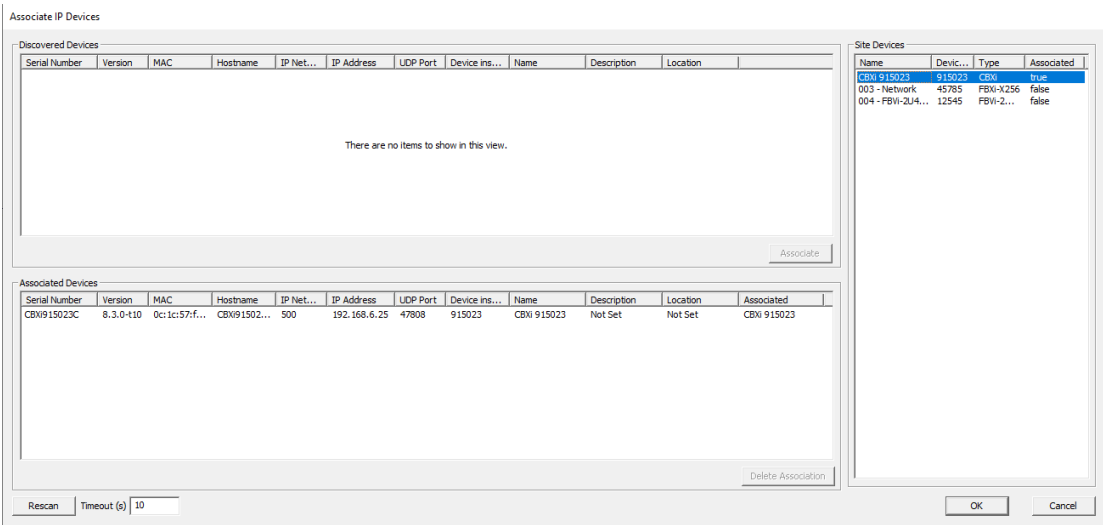 Associate IP Devices
Discovered Devices
Serial Number Version MAC Hostname IP Net... IP Address UDP Port Device ins... Name Description Location
There are no items to show in this view.
Associate
Associated Devices
Serial Number Version MAC Hostname IP Net... IP Address UDP Port Device ins... Name Description Location Associated
CBXi915023C 8.3.0-t10 0c:1c:57:f... CBXi91502... 500 192.168.6.25 47808 915023 CBXi 915023 Not Set Not Set CBXi 915023
Delete Association
Site Devices
Name Devic... Type Associated
CBXi 915023 915023 CBXi true
003 - Network 45785 FBXi-X256 false
004 - FBVi-2U4... 12545 FBVi-2... false
Rescan Timeout (s) 10
OK Cancel